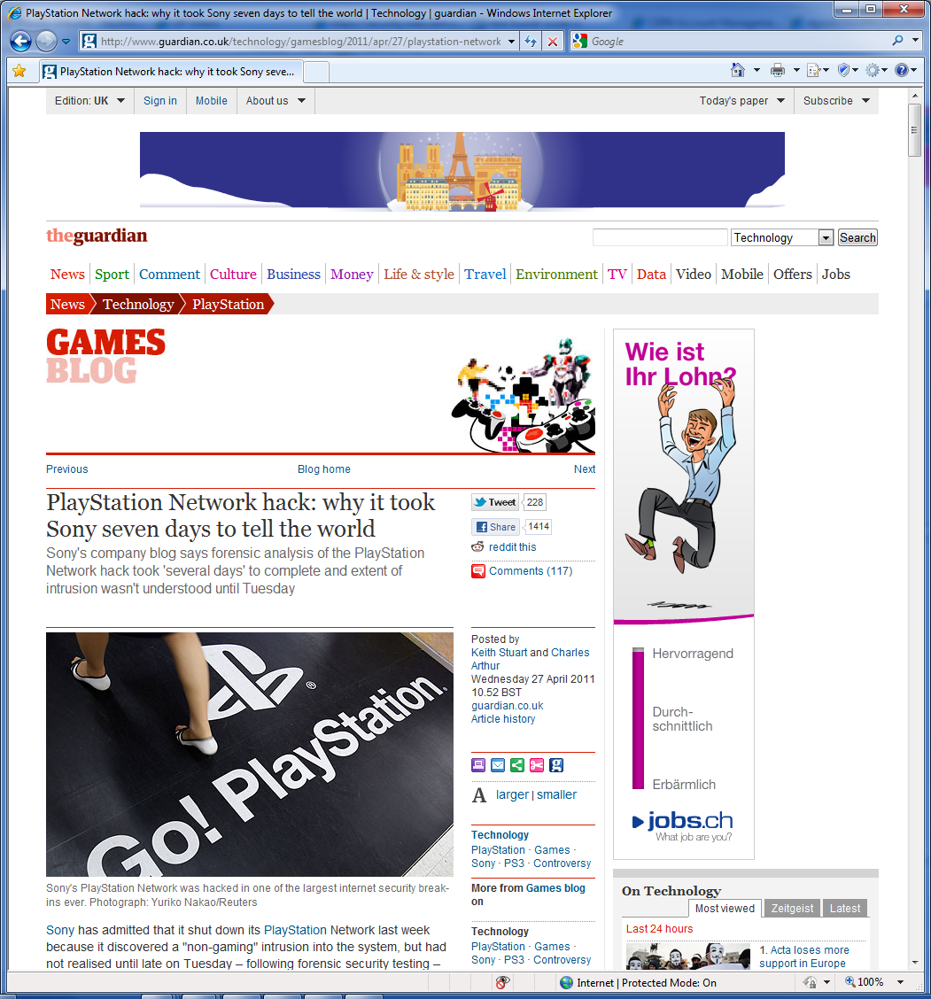 PlayStation Network hack: why it took Sony seven days to tell the world | Technology | guardian - Windows Internet Explorer
http://www.guardian.co.uk/technology/gamesblog/2011/apr/27/playstation-network
Google
PlayStation Network hack: why it took Sony seve...
Edition: UK Sign in Mobile About us Today's paper Subscribe
theguardian
Technology Search
News Sport Comment Culture Business Money Life & style Travel Environment TV Data Video Mobile Offers Jobs
News Technology PlayStation
GAMES
BLOG
Previous Blog home Next
PlayStation Network hack: why it took
Sony seven days to tell the world
Sony's company blog says forensic analysis of the PlayStation
Network hack took 'several days' to complete and extent of
intrusion wasn't understood until Tuesday
Tweet 228
Share 1414
reddit this
Comments (117)
Go! PlayStation®
Sony's PlayStation Network was hacked in one of the largest internet security break-
ins ever. Photograph: Yuriko Nakao/Reuters
Sony has admitted that it shut down its PlayStation Network last week
because it discovered a "non-gaming" intrusion into the system, but had
not realised until late on Tuesday – following forensic security testing –
Posted by
Keith Stuart and Charles
Arthur
Wednesday 27 April 2011
10.52 BST
guardian.co.uk
Article history
A larger | smaller
Technology
PlayStation · Games ·
Sony · PS3 · Controversy
More from Games blog
on
Technology
PlayStation · Games ·
Sony · PS3 · Controversy
Wie ist
Ihr Lohn?
Hervorragend
Durch-
schnittlich
Erbärmlich
jobs.ch
What job are you?
On Technology
Most viewed Zeitgeist Latest
Last 24 hours
1. Acta loses more
support in Europe
Internet | Protected Mode: On
100%